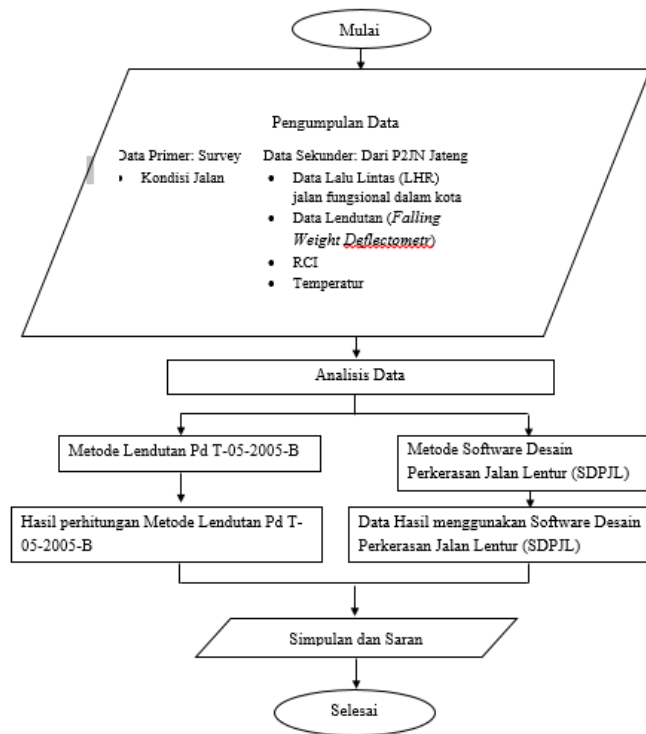 Mulai
Pengumpulan Data
Data Primer: Survey
• Kondisi Jalan
Data Sekunder: Dari P2JN Jateng
• Data Lalu Lintas (LHR)
jalan fungsional dalam kota
• Data Lendutan (Falling
Weight Deflectometr)
• RCI
• Temperatur
Analisis Data
Metode Lendutan Pd T-05-2005-B
Metode Software Desain
Perkerasan Jalan Lentur (SDPJL)
Hasil perhitungan Metode Lendutan Pd T-
05-2005-B
Data Hasil menggunakan Software Desain
Perkerasan Jalan Lentur (SDPJL)
Simpulan dan Saran
Selesai